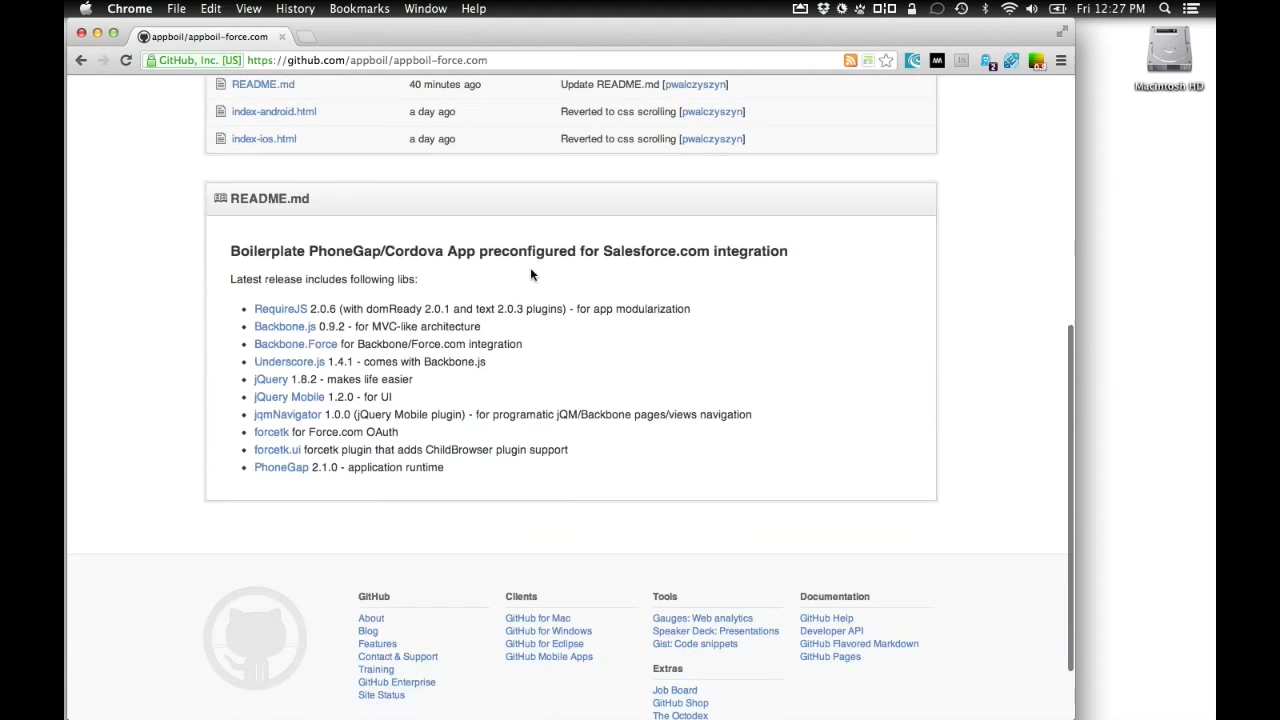 Chrome File Edit View History Bookmarks Window Help Fri 12:27 PM
appboil/appboil-force.com
GitHub, Inc. [US] https://github.com/appboil/appboil-force.com
Macintosh HD
README.md 40 minutes ago Update README.md [pwalczyszyn]
index-android.html a day ago Reverted to css scrolling [pwalczyszyn]
index-ios.html a day ago Reverted to css scrolling [pwalczyszyn]
README.md
Boilerplate PhoneGap/Cordova App preconfigured for Salesforce.com integration
Latest release includes following libs:
• RequireJS 2.0.6 (with domReady 2.0.1 and text 2.0.3 plugins) - for app modularization
• Backbone.js 0.9.2 - for MVC-like architecture
• Backbone.Force for Backbone/Force.com integration
• Underscore.js 1.4.1 - comes with Backbone.js
• jQuery 1.8.2 - makes life easier
• jQuery Mobile 1.2.0 - for UI
• jqmNavigator 1.0.0 (jQuery Mobile plugin) - for programatic jQM/Backbone pages/views navigation
• forcetk for Force.com OAuth
• forcetk.ui forcetk plugin that adds ChildBrowser plugin support
• PhoneGap 2.1.0 - application runtime
GitHub
About
Blog
Features
Contact & Support
Training
GitHub Enterprise
Site Status
Clients
GitHub for Mac
GitHub for Windows
GitHub for Eclipse
GitHub Mobile Apps
Tools
Gauges: Web analytics
Speaker Deck: Presentations
Gist: Code snippets
Extras
Job Board
GitHub Shop
The Octodex
Documentation
GitHub Help
Developer API
GitHub Flavored Markdown
GitHub Pages